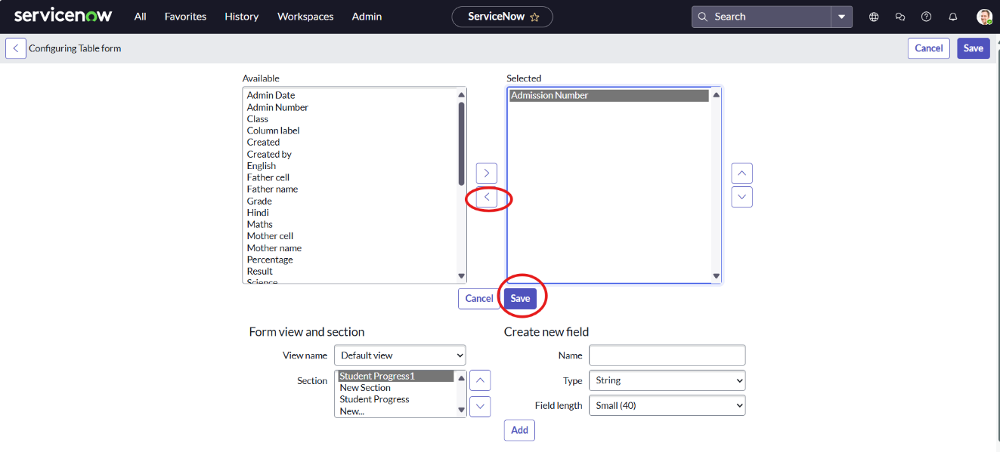 servicenow All Favorites History Workspaces Admin ServiceNow Search
Configuring Table form Cancel Save
Available Selected
Admin Date
Admin Number
Class
Column label
Created
Created by
English
Father cell
Father name
Grade
Hindi
Maths
Mother cell
Mother name
Percentage
Result
Science
Admission Number
Cancel Save
Form view and section
View name Default view
Section Student Progress1
New Section
Student Progress
New...
Create new field
Name
Type String
Field length Small (40)
Add